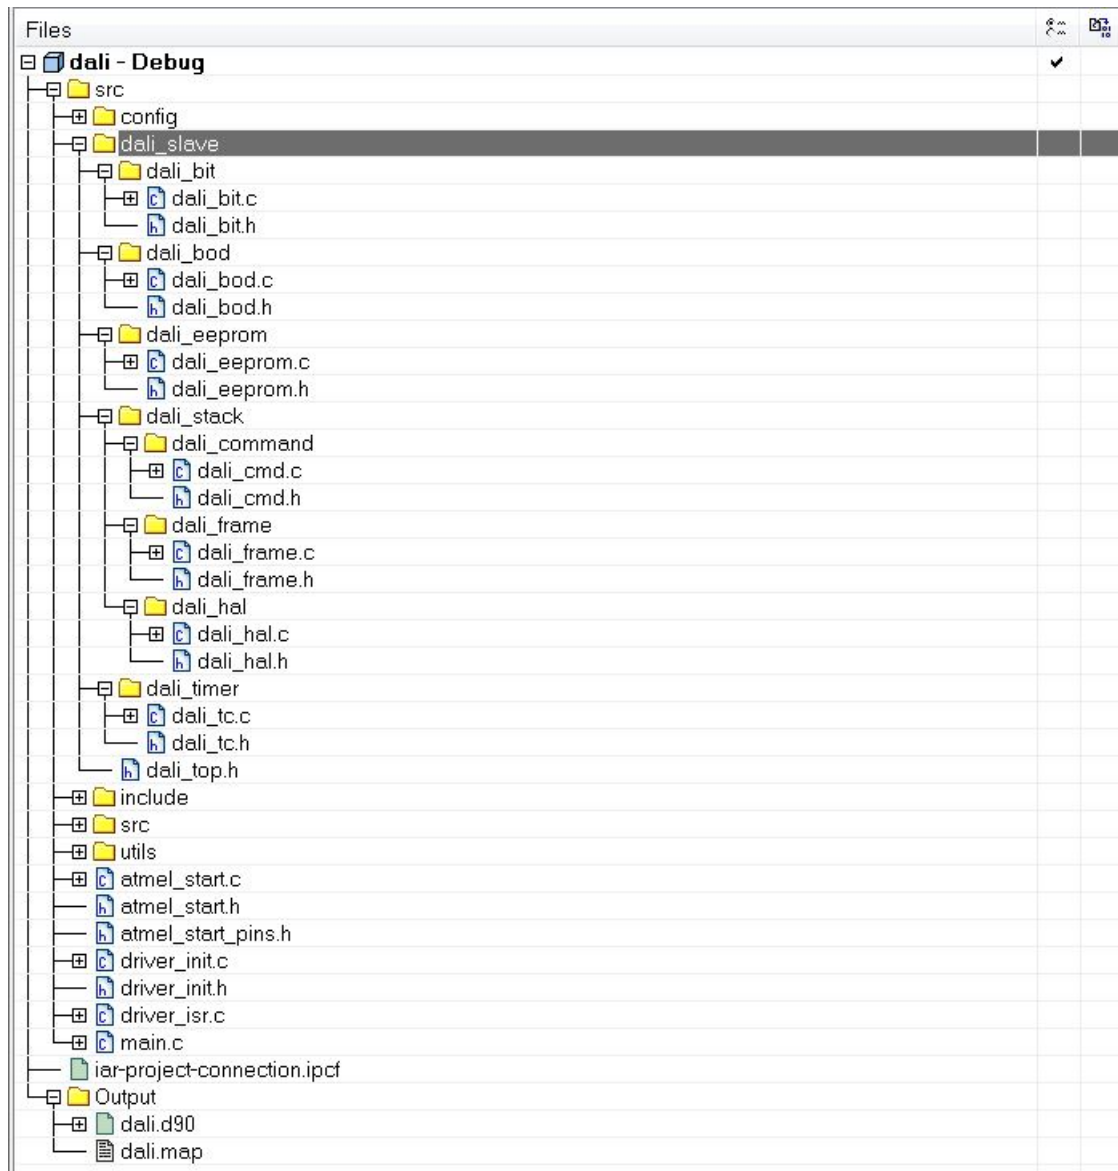 Files
dali - Debug
src
config
dali_slave
dali_bit
dali_bit.c
dali_bit.h
dali_bod
dali_bod.c
dali_bod.h
dali_eeprom
dali_eeprom.c
dali_eeprom.h
dali_stack
dali_command
dali_cmd.c
dali_cmd.h
dali_frame
dali_frame.c
dali_frame.h
dali_hal
dali_hal.c
dali_hal.h
dali_timer
dali_tc.c
dali_tc.h
dali_top.h
include
src
utils
atmel_start.c
atmel_start.h
atmel_start_pins.h
driver_init.c
driver_init.h
driver_isr.c
main.c
iar-project-connection.ipcf
Output
dali.d90
dali.map